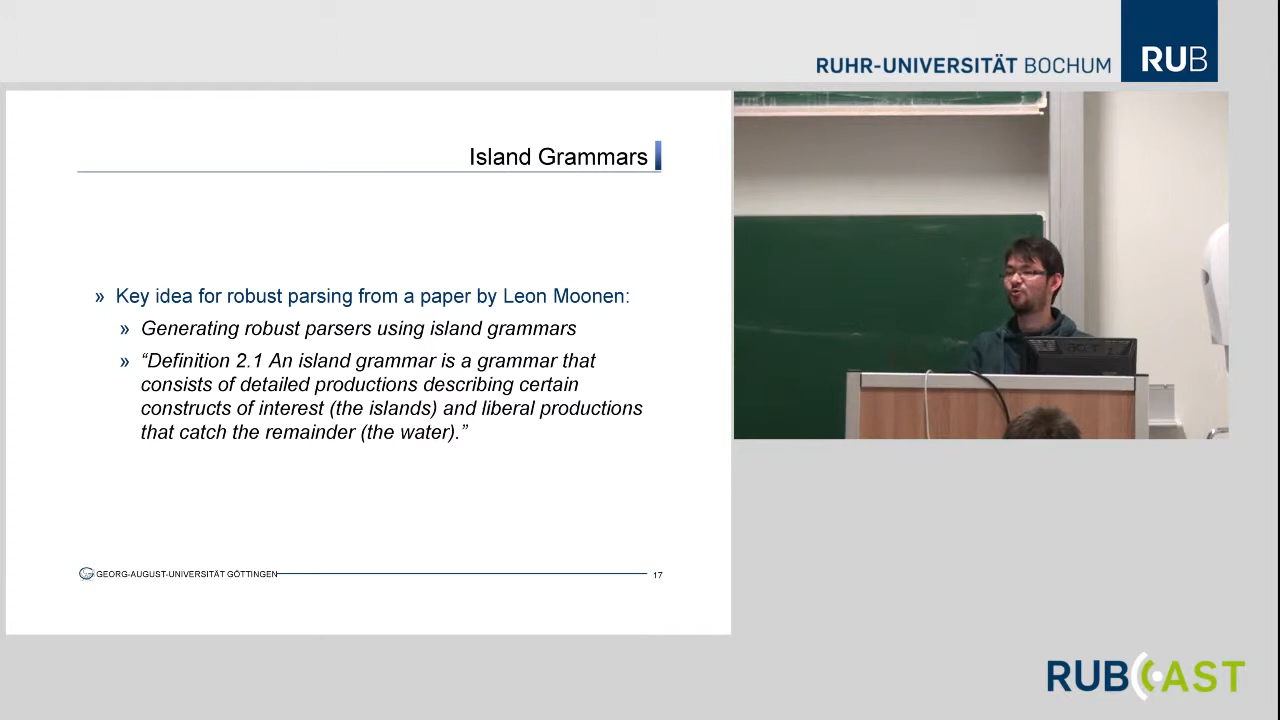 RUHR-UNIVERSITÄT BOCHUM
RUB
Island Grammars
» Key idea for robust parsing from a paper by Leon Moonen:
» Generating robust parsers using island grammars
» “Definition 2.1 An island grammar is a grammar that
consists of detailed productions describing certain
constructs of interest (the islands) and liberal productions
that catch the remainder (the water).”
GEORG-AUGUST-UNIVERSITÄT GÖTTINGEN
17
acer
RUBCAST